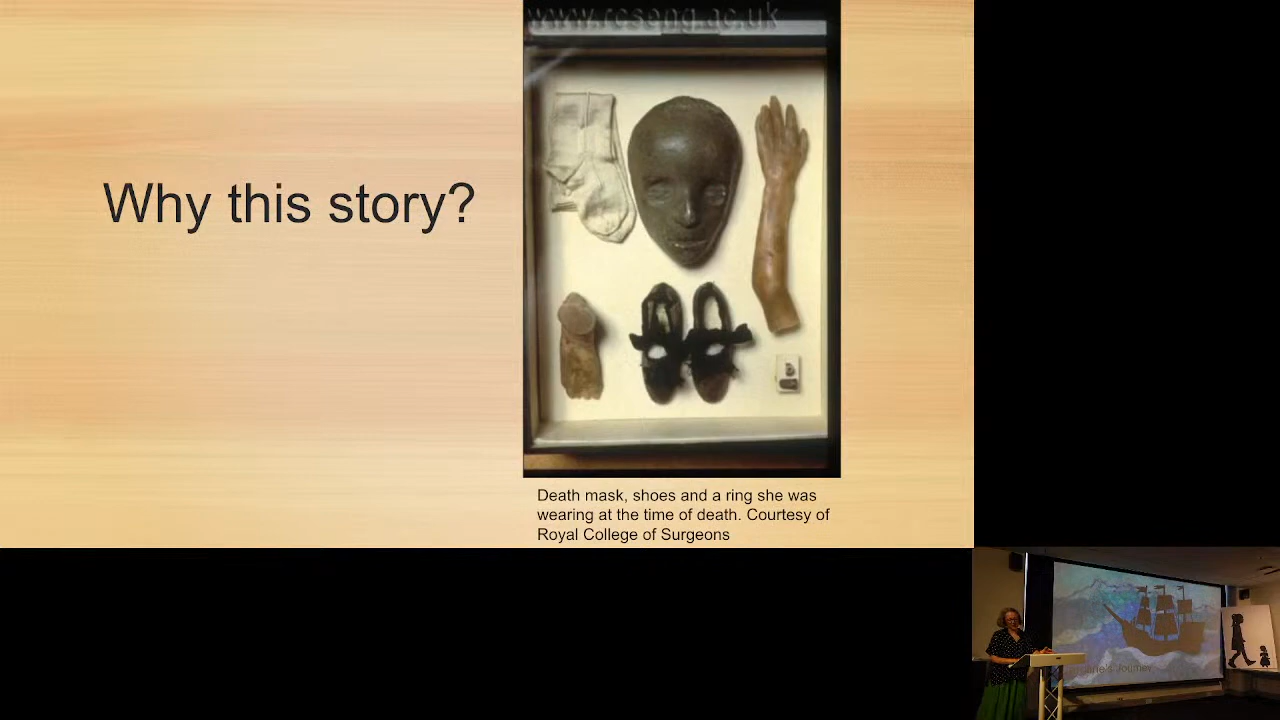 www.rcseng.ac.uk
Why this story?
Death mask, shoes and a ring she was
wearing at the time of death. Courtesy of
Royal College of Surgeons
Journey